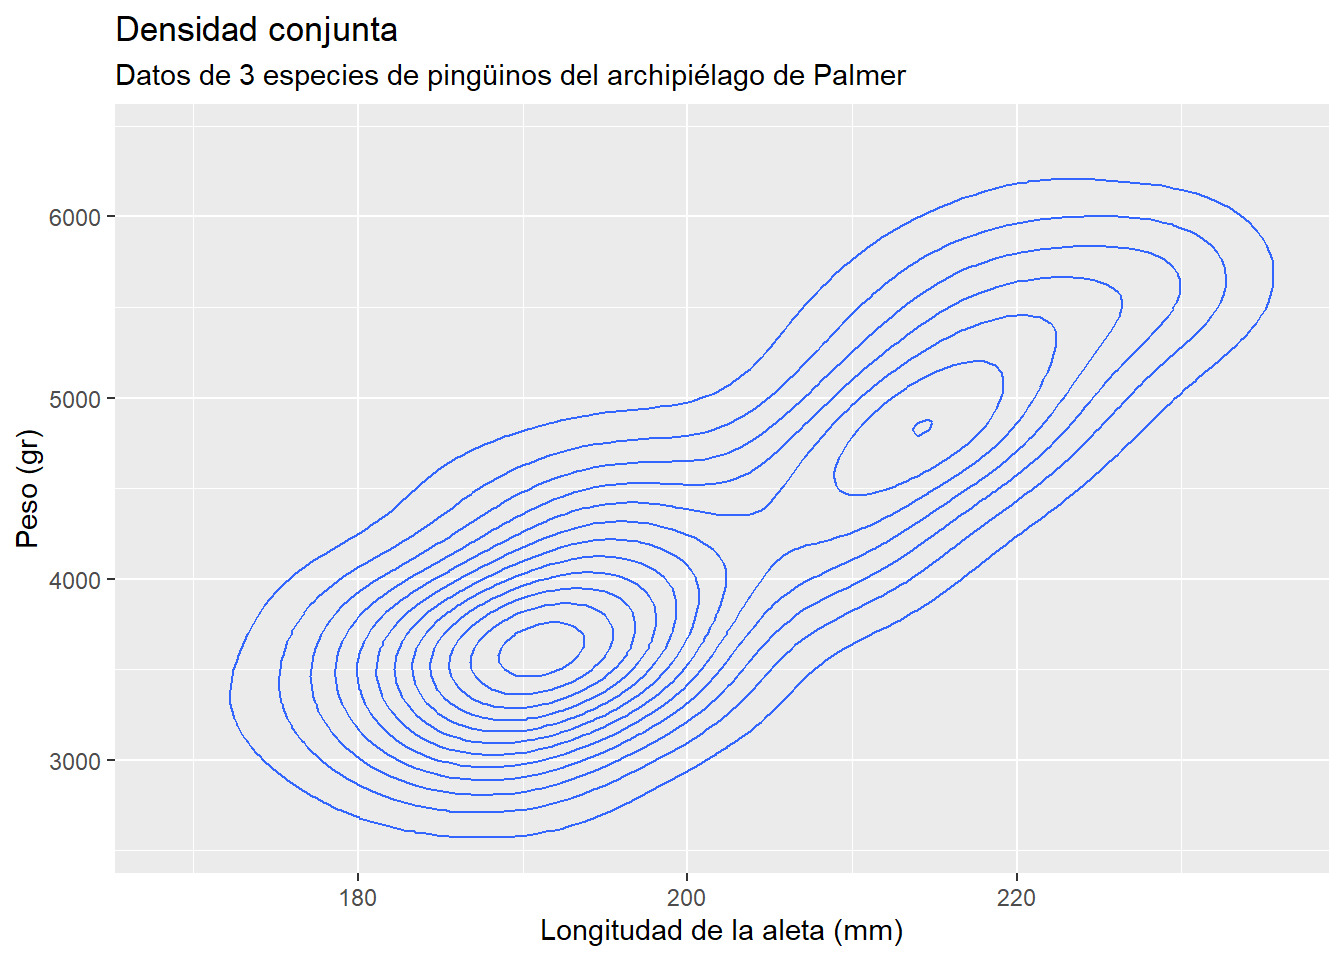 Densidad conjunta
Datos de 3 especies de pingüinos del archipiélago de Palmer
6000
5000
4000
3000
Peso (gr)
180
200
220
Longitud de la aleta (mm)